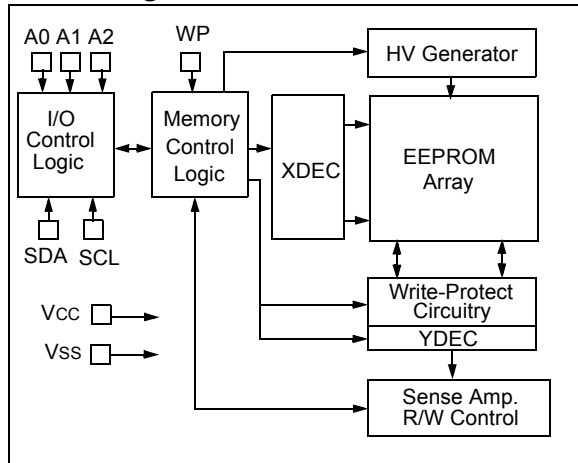 A0 A1 A2
WP
HV Generator
I/O
Control
Logic
Memory
Control
Logic
XDEC
EEPROM
Array
SDA SCL
Write-Protect
Circuitry
YDEC
VCC
VSS
Sense Amp.
R/W Control